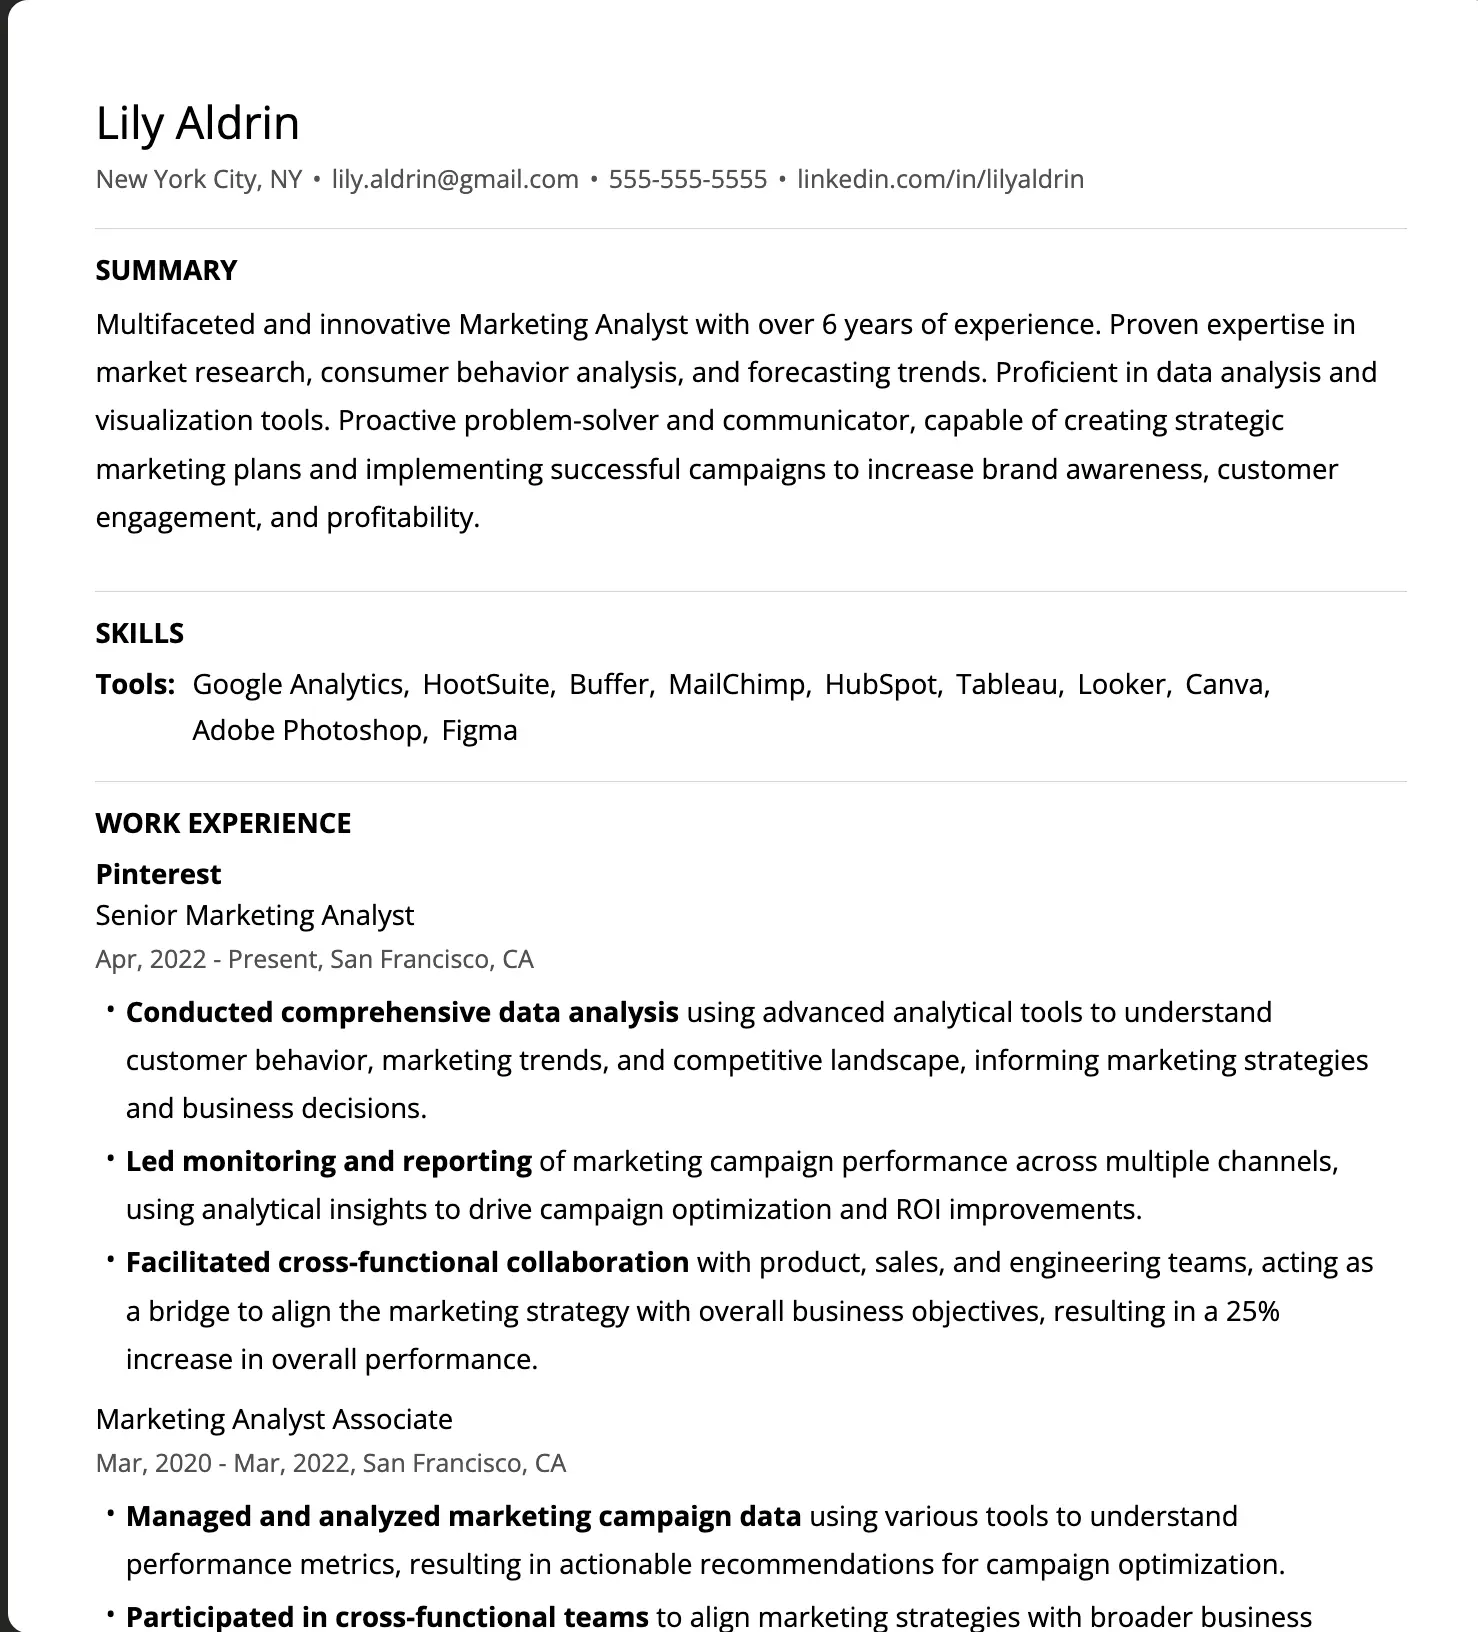 Lily Aldrin
New York City, NY • lily.aldrin@gmail.com • 555-555-5555 • linkedin.com/in/lilyaldrin
SUMMARY
Multifaceted and innovative Marketing Analyst with over 6 years of experience. Proven expertise in
market research, consumer behavior analysis, and forecasting trends. Proficient in data analysis and
visualization tools. Proactive problem-solver and communicator, capable of creating strategic
marketing plans and implementing successful campaigns to increase brand awareness, customer
engagement, and profitability.
SKILLS
Tools: Google Analytics, HootSuite, Buffer, MailChimp, HubSpot, Tableau, Looker, Canva,
Adobe Photoshop, Figma
WORK EXPERIENCE
Pinterest
Senior Marketing Analyst
Apr, 2022 - Present, San Francisco, CA
• Conducted comprehensive data analysis using advanced analytical tools to understand
customer behavior, marketing trends, and competitive landscape, informing marketing strategies
and business decisions.
• Led monitoring and reporting of marketing campaign performance across multiple channels,
using analytical insights to drive campaign optimization and ROI improvements.
• Facilitated cross-functional collaboration with product, sales, and engineering teams, acting as
a bridge to align the marketing strategy with overall business objectives, resulting in a 25%
increase in overall performance.
Marketing Analyst Associate
Mar, 2020 - Mar, 2022, San Francisco, CA
• Managed and analyzed marketing campaign data using various tools to understand
performance metrics, resulting in actionable recommendations for campaign optimization.
• Participated in cross-functional teams to align marketing strategies with broader business